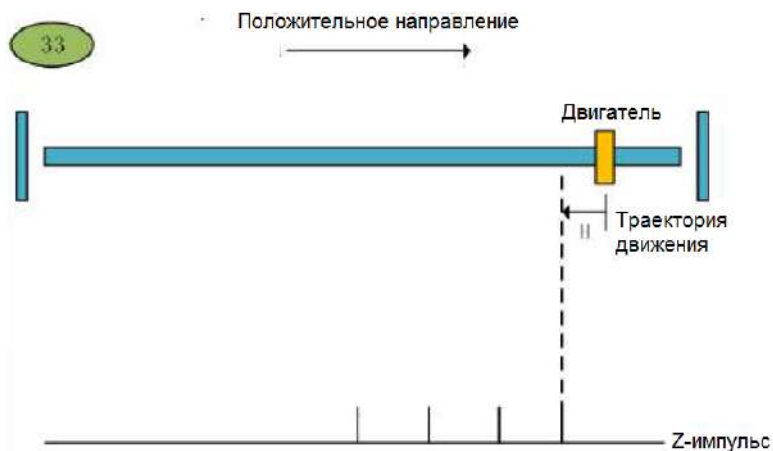 Положительное направление
33
Двигатель
Траектория
движения
Z-импульс